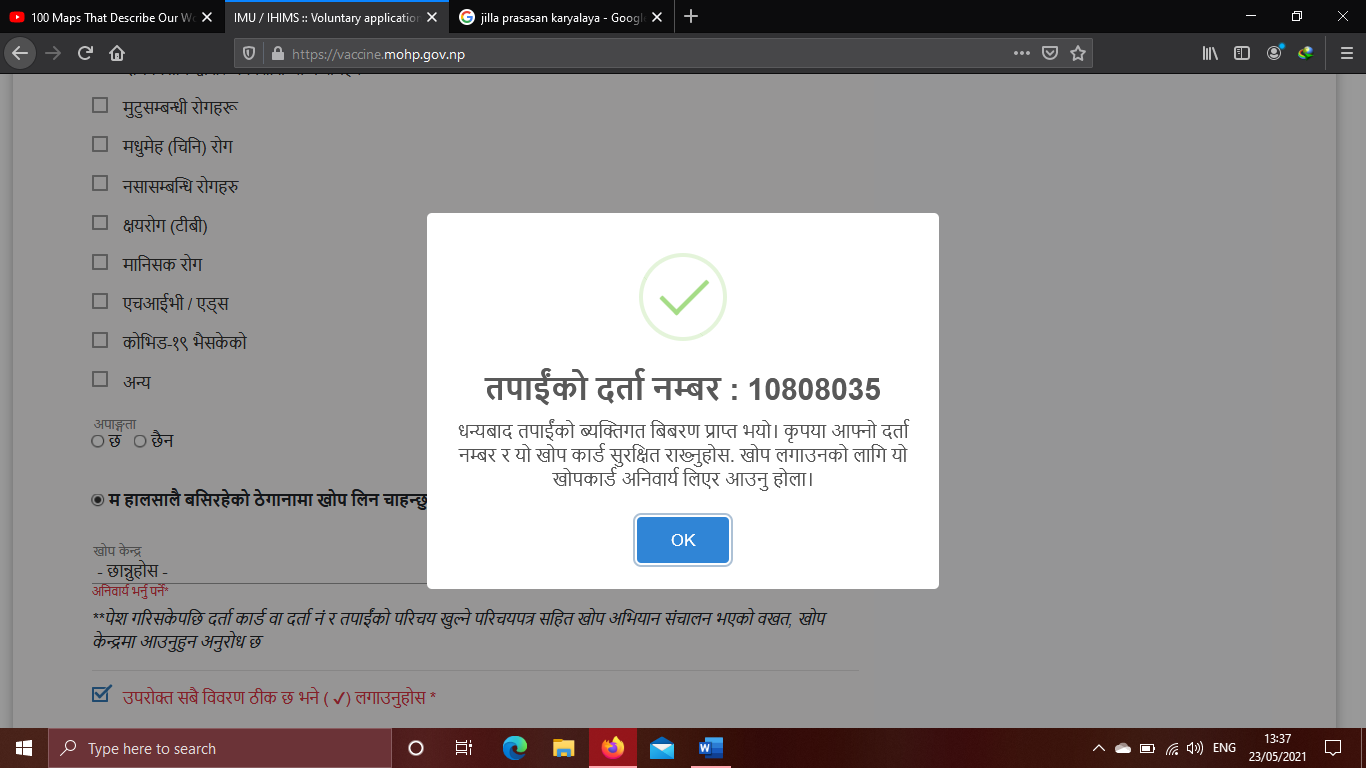 100 Maps That Describe Our Wo
IMU / IHIMS :: Voluntary application
jilla prasasan karyalaya - Google
https://vaccine.mohp.gov.np
मुटुसम्बन्धी रोगहरू
मधुमेह (चिनि) रोग
नसासम्बन्धि रोगहरु
क्षयरोग (टीबी)
मानिसक रोग
एचआईभी / एड्स
कोभिड-१९ भैसकेको
अन्य
अपाङ्गता
छ छैन
म हालसालै बसिरहेको ठेगानामा खोप लिन चाहन्छु
खोप केन्द्र
- छान्नुहोस -
अनिवार्य भर्नु पर्ने*
**पेश गरिसकेपछि दर्ता कार्ड वा दर्ता नं र तपाईंको परिचय खुल्ने परिचयपत्र सहित खोप अभियान संचालन भएको वखत, खोप
केन्द्रमा आउनुहुन अनुरोध छ
उपरोक्त सबै विवरण ठीक छ भने ( ✓) लगाउनुहोस *
तपाईंको दर्ता नम्बर : 10808035
धन्यबाद तपाईंको ब्यक्तिगत बिबरण प्राप्त भयो। कृपया आफ्नो दर्ता
नम्बर र यो खोप कार्ड सुरक्षित राख्नुहोस. खोप लगाउनको लागि यो
खोपकार्ड अनिवार्य लिएर आउनु होला।
OK
Type here to search
ENG
13:37
23/05/2021